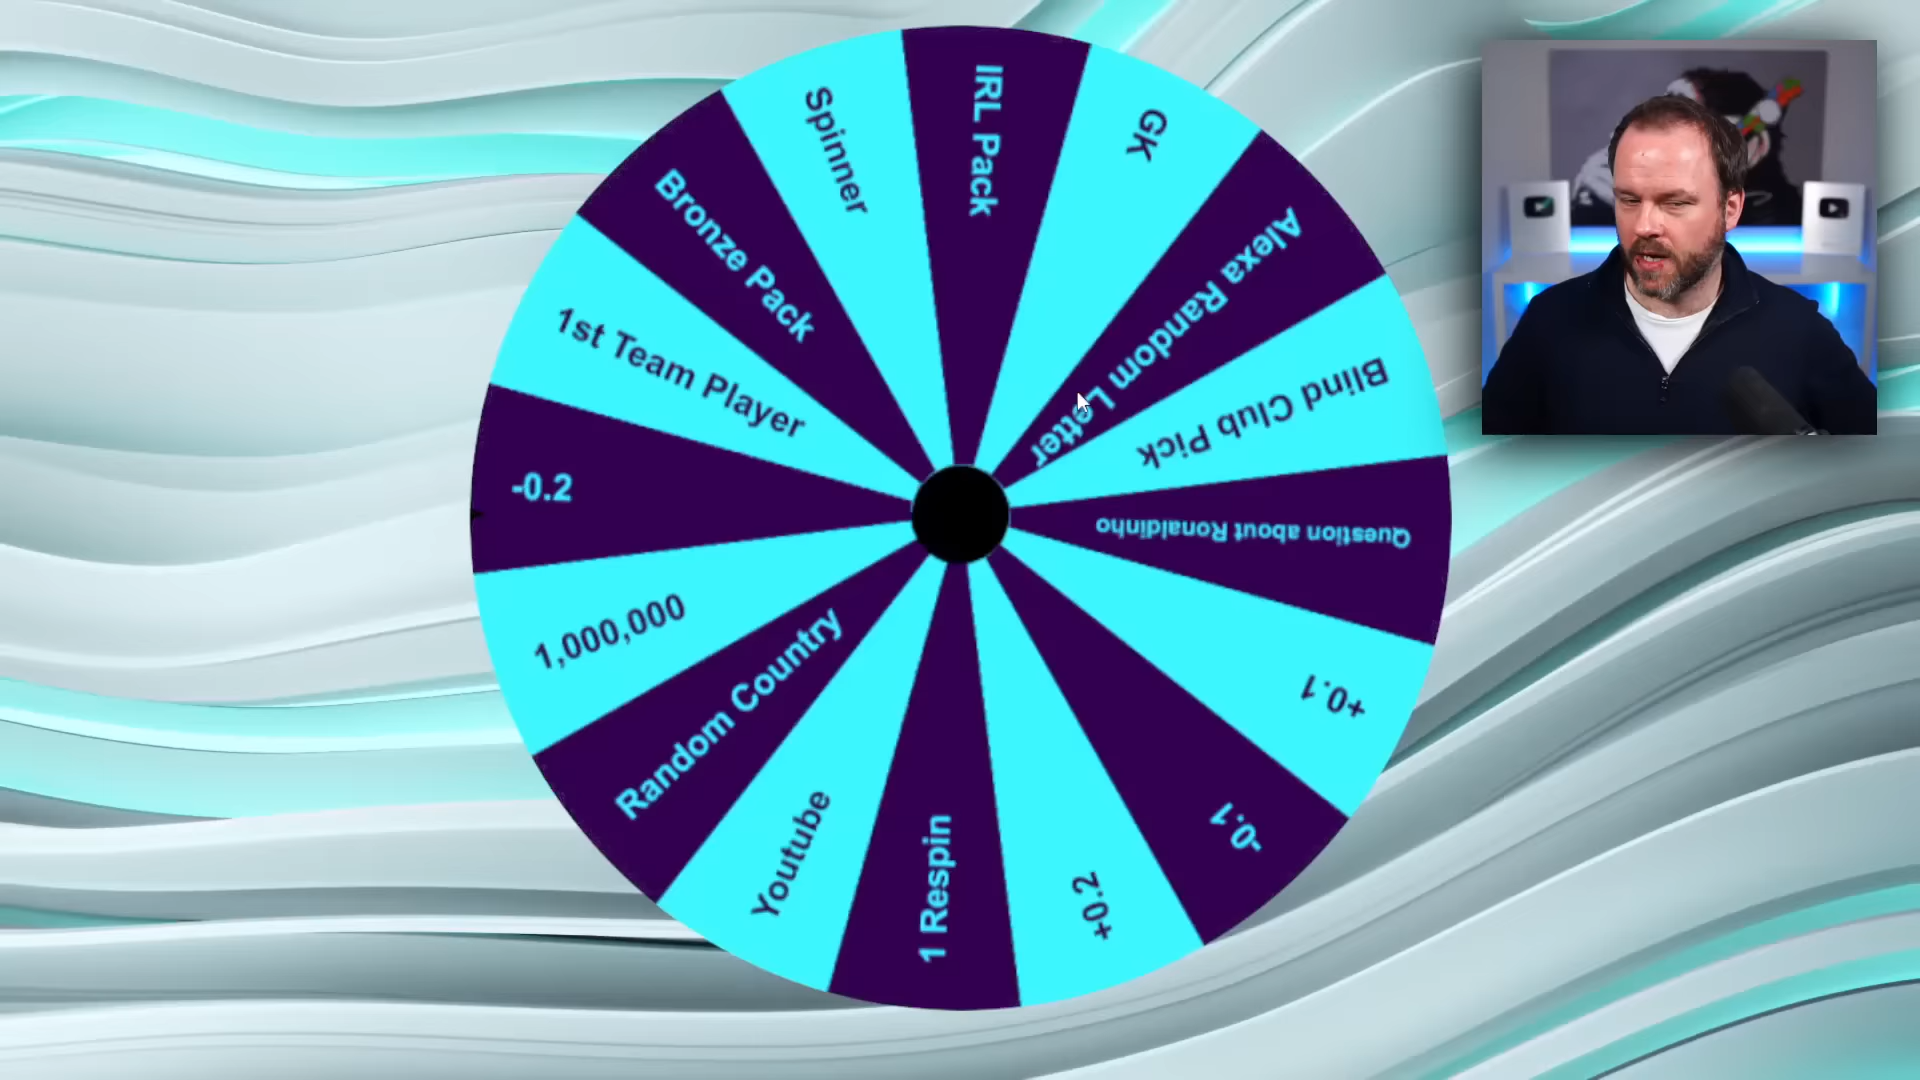 IRL Pack
GK
Alexa Random Letter
Blind Club Pick
Question about Ronaldinho
+0.1
-0.1
+0.2
1 Respin
Youtube
Random Country
1,000,000
-0.2
1st Team Player
Bronze Pack
Spinner